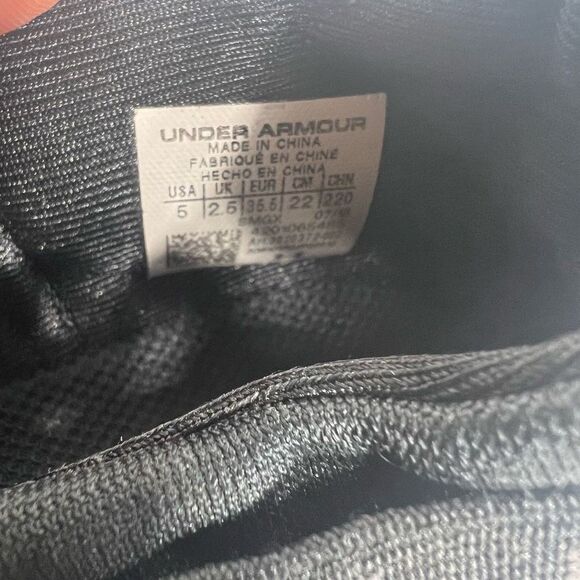 UNDER ARMOUR
MADE IN CHINA
FABRIQUÉ EN CHINE
HECHO EN CHINA
USA UK EUR CM CHN
5 2.5 35.5 22 220